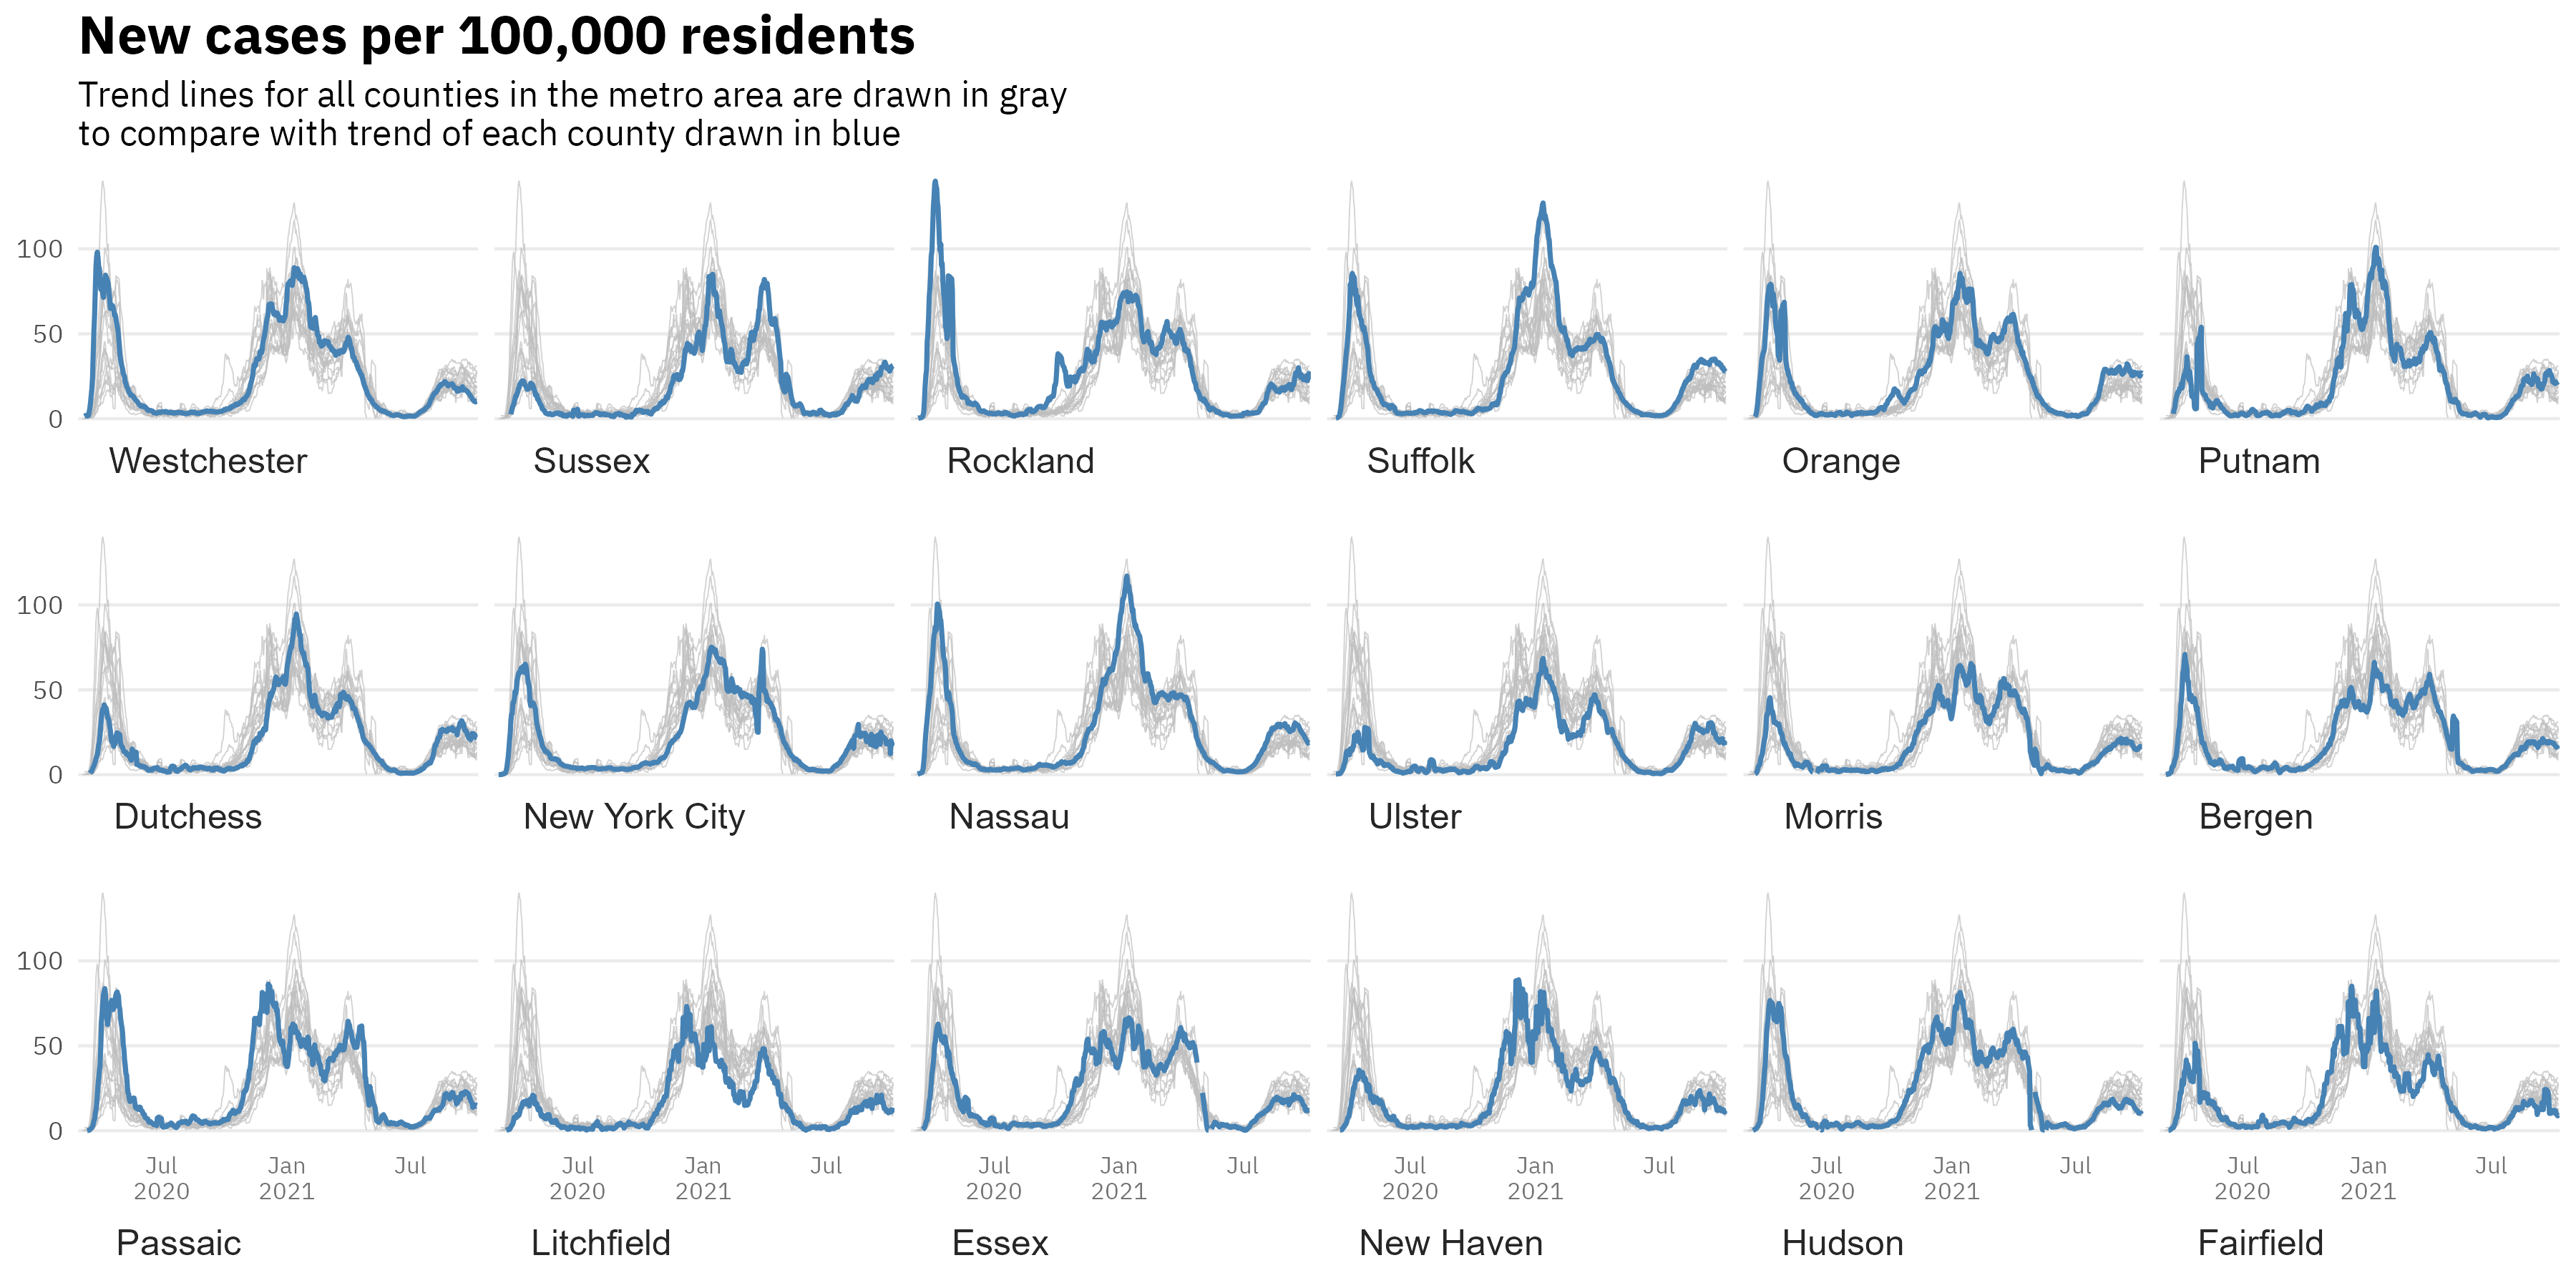 New cases per 100,000 residents
Trend lines for all counties in the metro area are drawn in gray
to compare with trend of each county drawn in blue
100
50
0
Westchester Sussex Rockland Suffolk Orange Putnam
100
50
0
Dutchess New York City Nassau Ulster Morris Bergen
100
50
0
Jul Jan Jul Jul Jan Jul Jul Jan Jul Jul Jan Jul Jul Jan Jul Jul Jan Jul
2020 2021 2020 2021 2020 2021 2020 2021 2020 2021 2020 2021
Passaic Litchfield Essex New Haven Hudson Fairfield